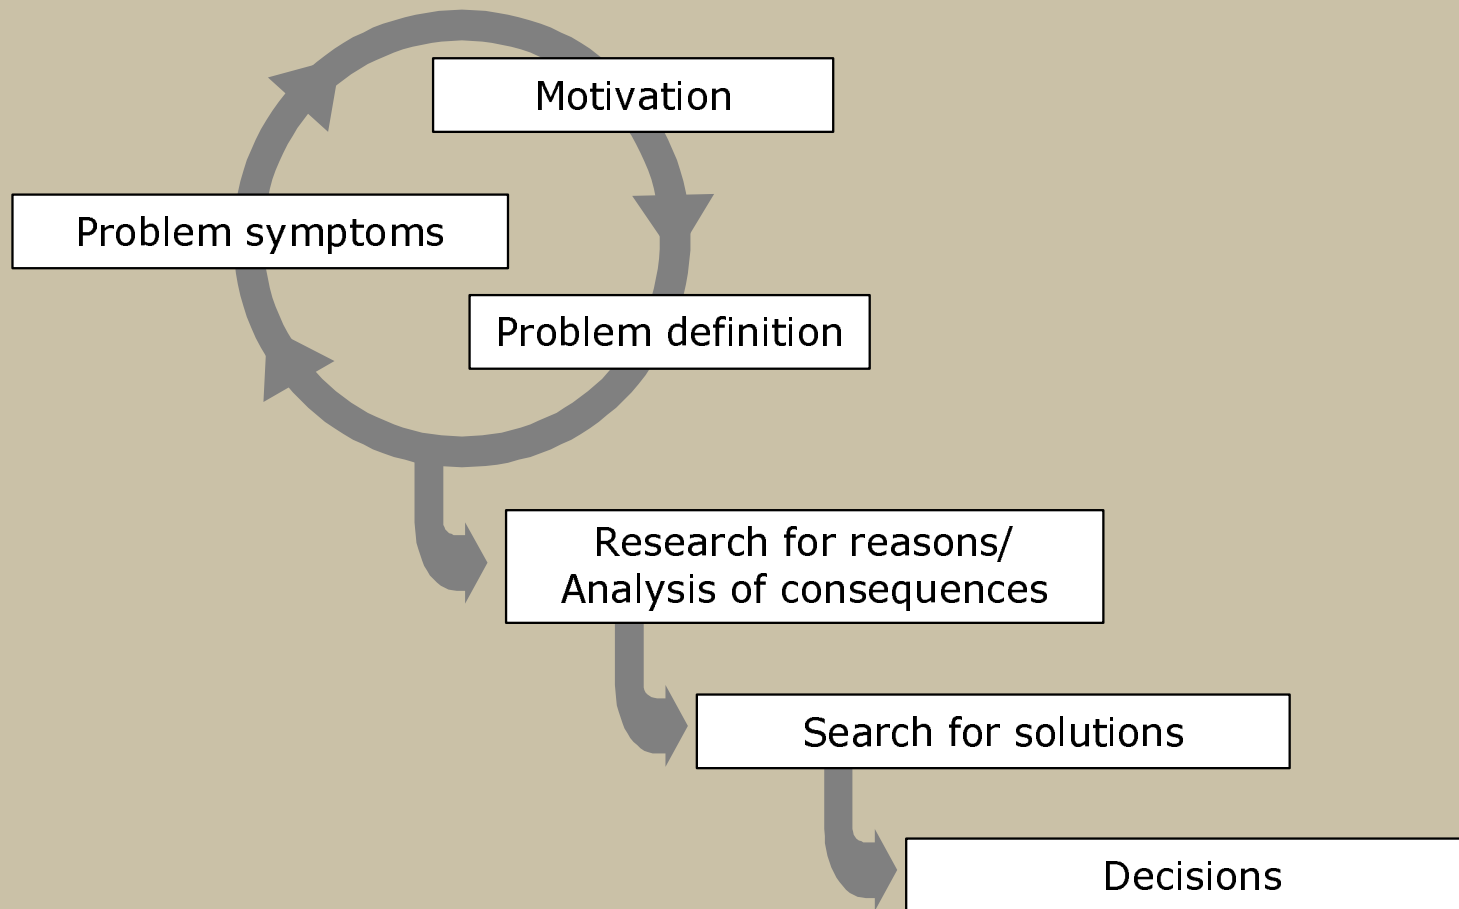 Motivation
Problem symptoms
Problem definition
Research for reasons/
Analysis of consequences
Search for solutions
Decisions